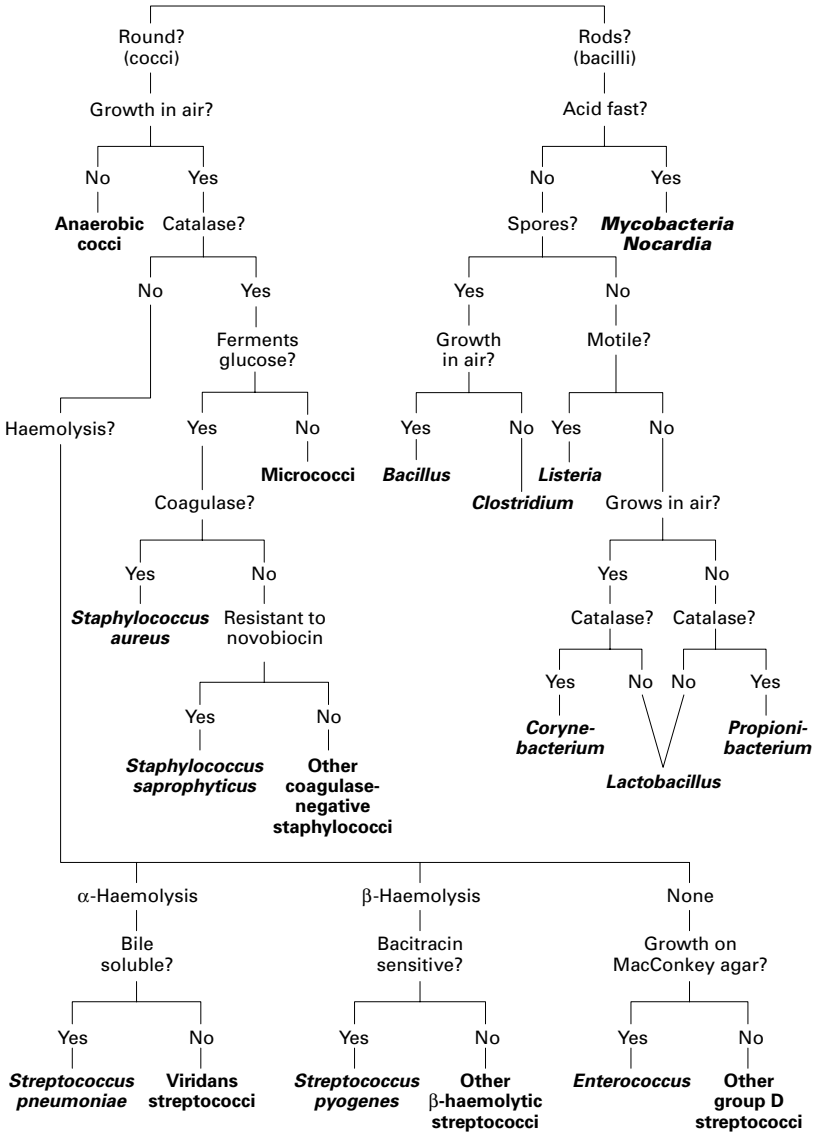 Round?
(cocci)
Rods?
(bacilli)
Growth in air?
Acid fast?
No
Yes
No
Yes
Anaerobic
cocci
Catalase?
Spores?
Mycobacteria
Nocardia
No
Yes
Yes
No
Ferments
glucose?
Growth
in air?
Motile?
Haemolysis?
Yes
No
Yes
No
Yes
No
Micrococci
Bacillus
Listeria
Clostridium
Coagulase?
Grows in air?
Yes
No
Yes
No
Staphylococcus
aureus
Resistant to
novobiocin
Catalase?
Catalase?
Yes
No
No
Yes
Yes
No
Coryne-
bacterium
Propioni-
bacterium
Lactobacillus
Staphylococcus
saprophyticus
Other
coagulase-
negative
staphylococci
α-Haemolysis
β-Haemolysis
None
Bile
soluble?
Bacitracin
sensitive?
Growth on
MacConkey agar?
Yes
No
Yes
No
Yes
No
Streptococcus
pneumoniae
Viridans
streptococci
Streptococcus
pyogenes
Other
β-haemolytic
streptococci
Enterococcus
Other
group D
streptococci